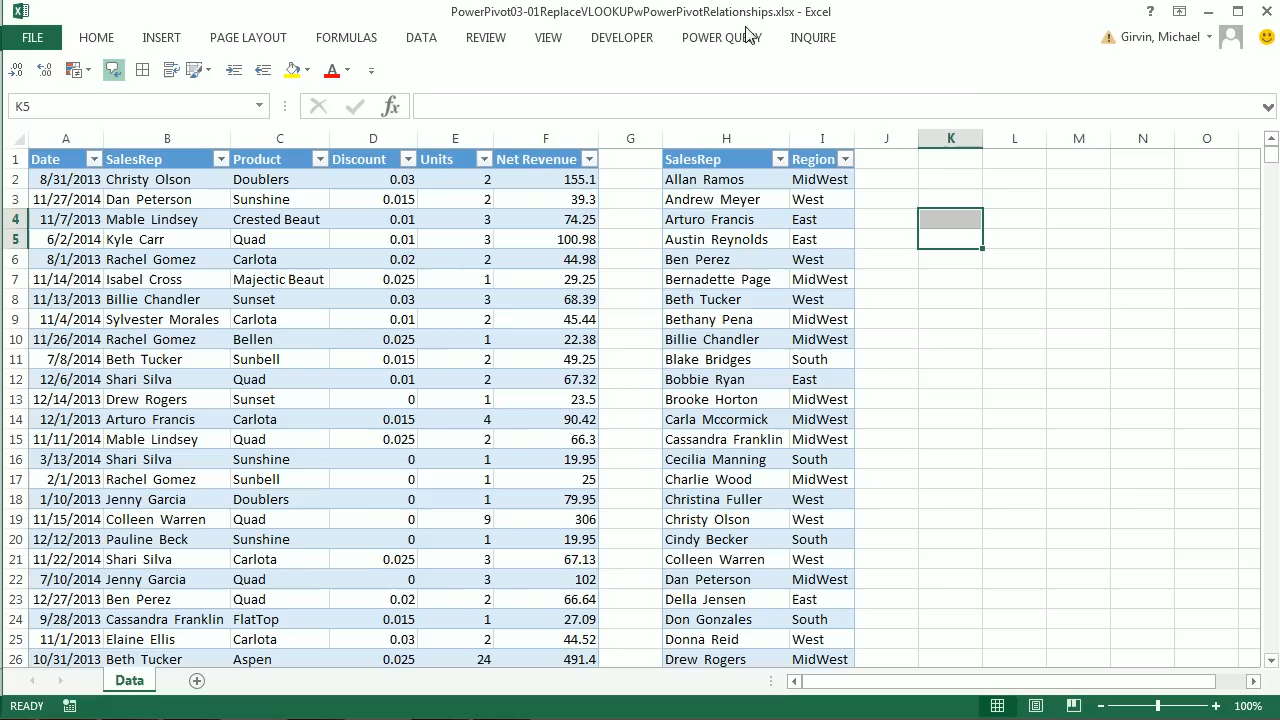 PowerPivot03-01ReplaceVLOOKUPwPowerPivotRelationships.xlsx - Excel
FILE HOME INSERT PAGE LAYOUT FORMULAS DATA REVIEW VIEW DEVELOPER POWER QUERY INQUIRE Girvin, Michael
K5
A B C D E F G H I J K L M N O
1 Date SalesRep Product Discount Units Net Revenue SalesRep Region
2 8/31/2013 Christy Olson Doublers 0.03 2 155.1 Allan Ramos MidWest
3 11/27/2014 Dan Peterson Sunshine 0.015 2 39.3 Andrew Meyer West
4 11/7/2013 Mable Lindsey Crested Beaut 0.01 3 74.25 Arturo Francis East
5 6/2/2014 Kyle Carr Quad 0.01 3 100.98 Austin Reynolds East
6 8/1/2013 Rachel Gomez Carlota 0.02 2 44.98 Ben Perez West
7 11/14/2013 Isabel Cross Majectic Beaut 0.025 1 29.25 Bernadette Page MidWest
8 11/13/2013 Billie Chandler Sunset 0.03 3 68.39 Beth Tucker West
9 11/4/2014 Sylvester Morales Carlota 0.01 2 45.44 Bethany Pena MidWest
10 11/26/2014 Rachel Gomez Bellen 0.025 1 22.38 Billie Chandler MidWest
11 7/8/2014 Beth Tucker Sunbell 0.015 2 49.25 Blake Bridges South
12 12/6/2014 Shari Silva Quad 0.01 2 67.32 Bobbie Ryan East
13 12/14/2013 Drew Rogers Sunset 0 1 23.5 Brooke Horton MidWest
14 12/1/2013 Arturo Francis Carlota 0.015 4 90.42 Carla Mccormick MidWest
15 11/11/2014 Mable Lindsey Quad 0.025 2 66.3 Cassandra Franklin MidWest
16 3/13/2014 Shari Silva Sunshine 0 1 19.95 Cecilia Manning South
17 2/1/2013 Rachel Gomez Sunbell 0 1 25 Charlie Wood MidWest
18 1/10/2013 Jenny Garcia Doublers 0 1 79.95 Christina Fuller West
19 11/15/2014 Colleen Warren Quad 0 9 306 Christy Olson West
20 12/12/2013 Pauline Beck Sunshine 0 1 19.95 Cindy Becker South
21 11/22/2014 Shari Silva Carlota 0.025 3 67.13 Colleen Warren West
22 7/10/2014 Jenny Garcia Quad 0 3 102 Dan Peterson MidWest
23 12/27/2013 Ben Perez Quad 0.02 2 66.64 Della Jensen East
24 9/28/2013 Cassandra Franklin FlatTop 0.015 1 27.09 Don Gonzales South
25 11/1/2013 Elaine Ellis Carlota 0.03 2 44.52 Donna Reid West
26 10/31/2013 Beth Tucker Aspen 0.025 24 491.4 Drew Rogers MidWest
Data
READY 100%